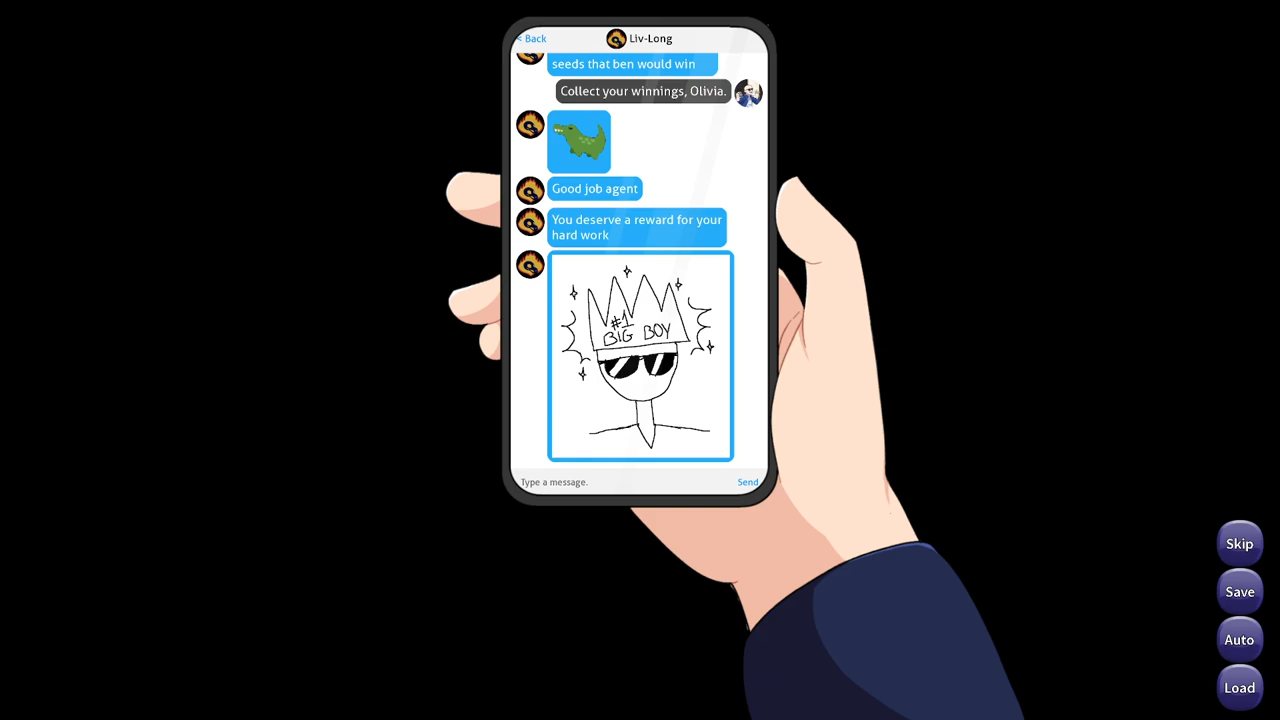 < Back
Liv-Long
seeds that ben would win
Collect your winnings, Olivia.
Good job agent
You deserve a reward for your
hard work
#1
BIG BOY
Type a message.
Send
Skip
Save
Auto
Load